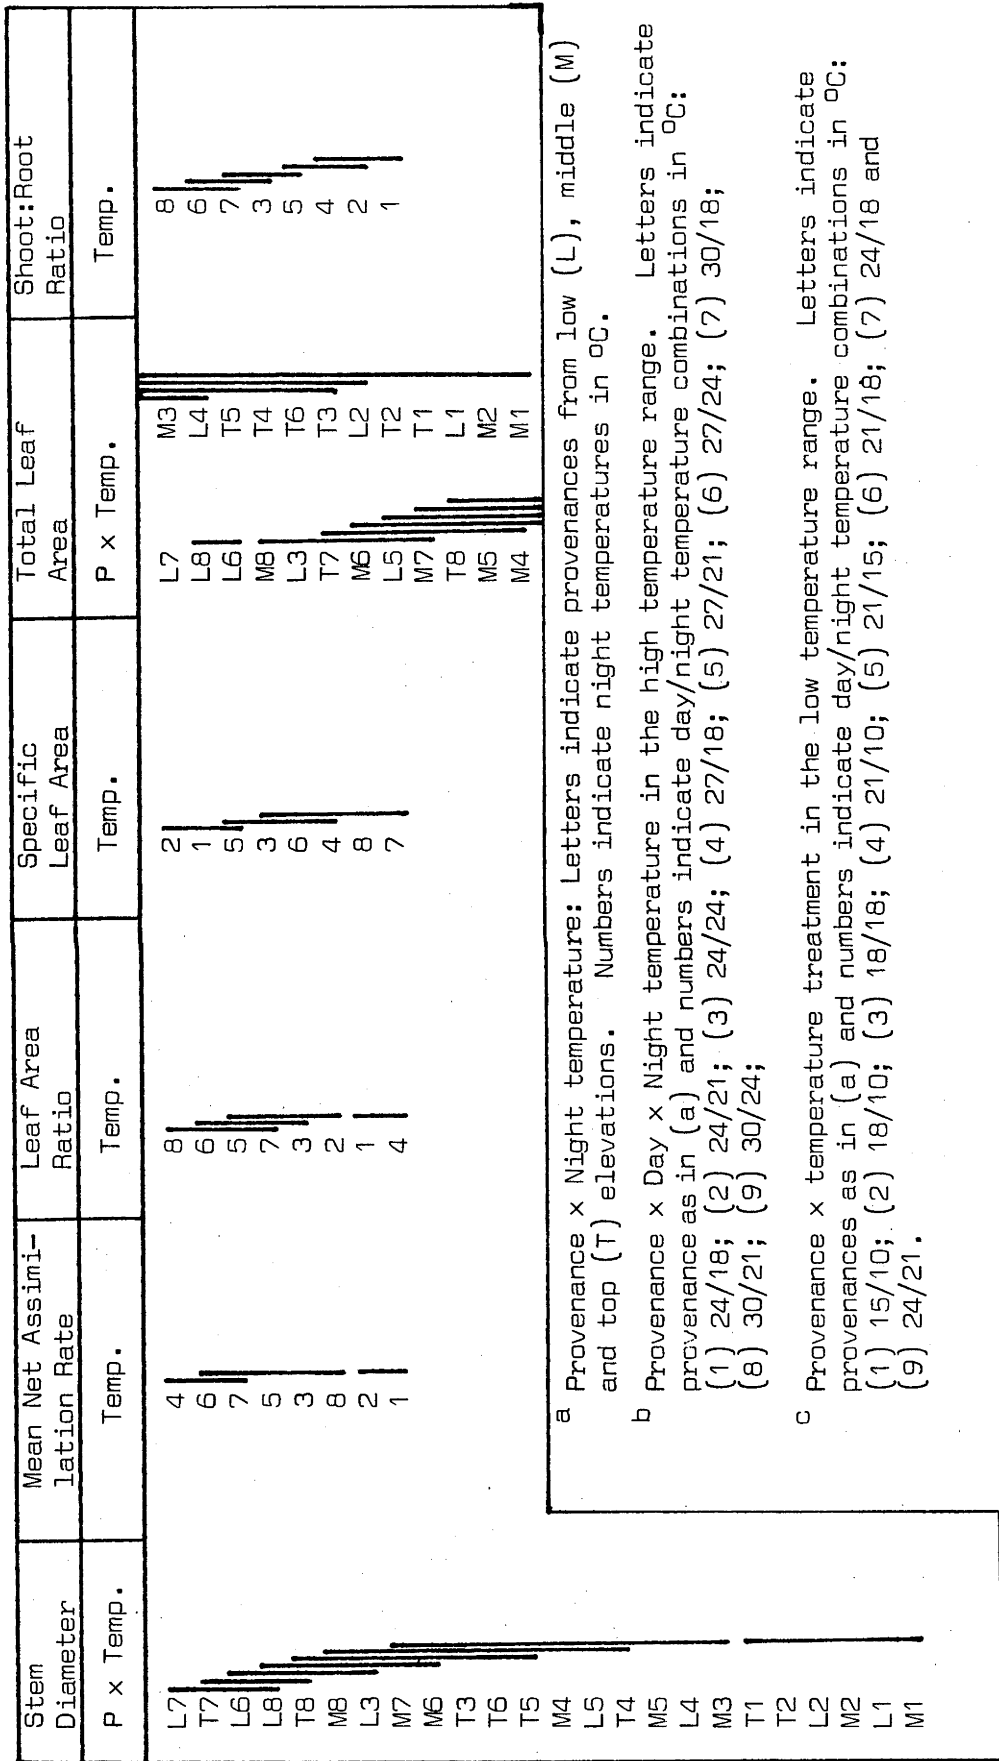 Stem Diameter
Mean Net Assimi-
lation Rate
Leaf Area
Ratio
Specific
Leaf Area
Total Leaf
Area
Shoot:Root
Ratio
P x Temp.
Temp.
Temp.
Temp.
P x Temp.
Temp.
L7
T7
L6
L8
T8
M8
L3
M7
M6
T3
T6
T5
M4
L5
T4
M5
L4
M3
T1
T2
L2
M2
L1
M1
4
6
7
5
3
8
2
1
8
6
5
7
3
2
1
4
2
1
5
3
6
4
8
7
L7
L8
L6
M8
L3
T7
M6
L5
M7
T8
M5
M4
M3
L4
T5
T4
T6
T3
L2
T2
T1
L1
M2
M1
8
6
7
3
5
4
2
1
a Provenance x Night temperature: Letters indicate provenances from low (L), middle (M)
and top (T) elevations. Numbers indicate night temperatures in °C.
b Provenance x Day x Night temperature in the high temperature range. Letters indicate
provenance as in (a) and numbers indicate day/night temperature combinations in °C:
(1) 24/18; (2) 24/21; (3) 24/24; (4) 27/18; (5) 27/21; (6) 27/24; (7) 30/18;
(8) 30/21; (9) 30/24;
c Provenance x temperature treatment in the low temperature range. Letters indicate
provenances as in (a) and numbers indicate day/night temperature combinations in °C:
(1) 15/10; (2) 18/10; (3) 18/18; (4) 21/10; (5) 21/15; (6) 21/18; (7) 24/18 and
(9) 24/21.